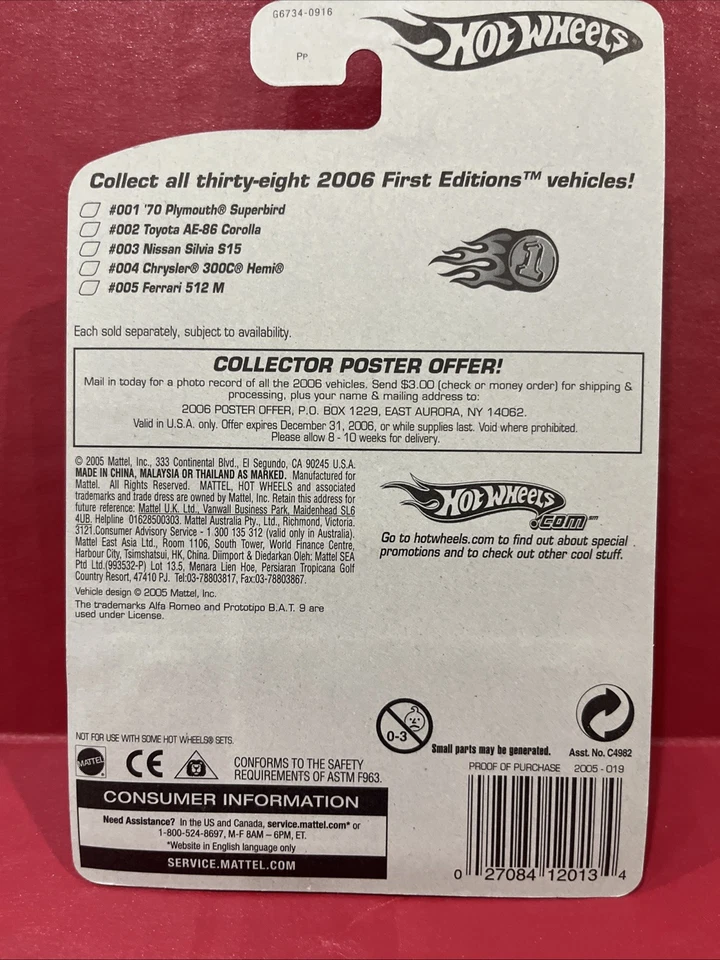 G6734-0916
Pp
HOT WHEELS
Collect all thirty-eight 2006 First Editions™ vehicles!
#001 '70 Plymouth® Superbird
#002 Toyota AE-86 Corolla
#003 Nissan Silvia S15
#004 Chrysler® 300C® Hemi®
#005 Ferrari 512 M
1
Each sold separately, subject to availability.
COLLECTOR POSTER OFFER!
Mail in today for a photo record of all the 2006 vehicles. Send $3.00 (check or money order) for shipping &
processing, plus your name & mailing address to:
2006 POSTER OFFER, P.O. BOX 1229, EAST AURORA, NY 14062.
Valid in U.S.A. only. Offer expires December 31, 2006, or while supplies last. Void where prohibited.
Please allow 8 - 10 weeks for delivery.
© 2005 Mattel, Inc., 333 Continental Blvd., El Segundo, CA 90245 U.S.A.
MADE IN CHINA, MALAYSIA OR THAILAND AS MARKED. Manufactured for
Mattel. All Rights Reserved. MATTEL, HOT WHEELS and associated
trademarks and trade dress are owned by Mattel, Inc. Retain this address for
future reference: Mattel U.K. Ltd., Vanwall Business Park, Maidenhead SL6
4UB. Helpline 01628500303. Mattel Australia Pty., Ltd., Richmond, Victoria.
3121.Consumer Advisory Service - 1 300 135 312 (valid only in Australia).
Mattel East Asia Ltd., Room 1106, South Tower, World Finance Centre,
Harbour City, Tsimshatsui, HK, China. Diimport & Diedarkan Oleh: Mattel SEA
Ptd Ltd.(993532-P) Lot 13.5, Menara Lien Hoe, Persiaran Tropicana Golf
Country Resort, 47410 PJ. Tel:03-78803817, Fax:03-78803867.
Vehicle design © 2005 Mattel, Inc.
The trademarks Alfa Romeo and Prototipo B.A.T. 9 are
used under License.
HOT WHEELS
.COM℠
Go to hotwheels.com to find out about special
promotions and to check out other cool stuff.
NOT FOR USE WITH SOME HOT WHEELS® SETS.
MATTEL
CE
CONFORMS TO THE SAFETY
REQUIREMENTS OF ASTM F963.
0-3
Small parts may be generated.
Asst. No. C4982
PROOF OF PURCHASE 2005 - 019
CONSUMER INFORMATION
Need Assistance? In the US and Canada, service.mattel.com* or
1-800-524-8697, M-F 8AM – 6PM, ET.
*Website in English language only
SERVICE.MATTEL.COM
0 27084 12013 4